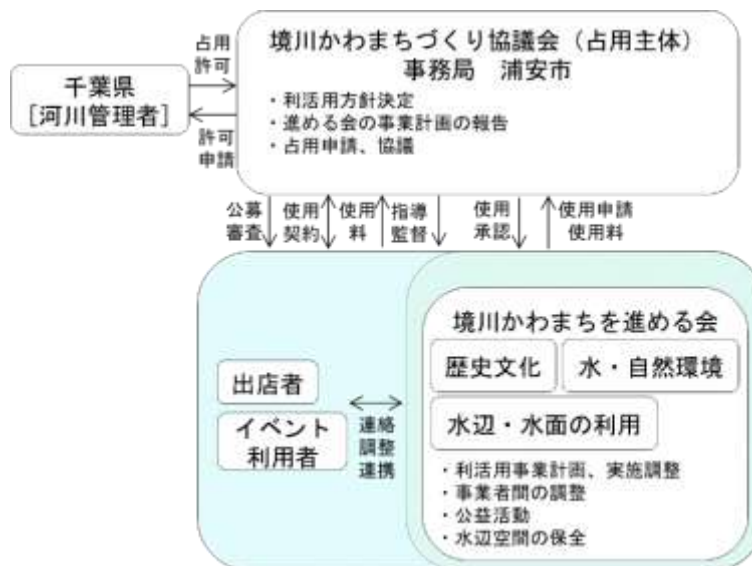 占用
許可
千葉県
[河川管理者]
許可
申請
境川かわまちづくり協議会（占用主体）
事務局　浦安市
・利活用方針決定
・進める会の事業計画の報告
・占用申請、協議
公募
審査
使用
契約
使用
料
指導
監督
使用
承認
使用申請
使用料
出店者
イベント
利用者
連絡
調整
連携
境川かわまちを進める会
歴史文化
水・自然環境
水辺・水面の利用
・利活用事業計画、実施調整
・事業者間の調整
・公益活動
・水辺空間の保全